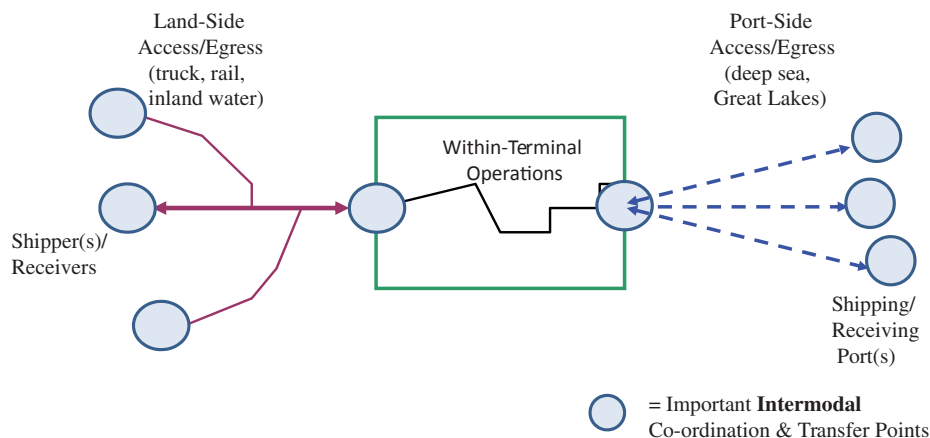 Land-Side
Access/Egress
(truck, rail,
inland water)
Port-Side
Access/Egress
(deep sea,
Great Lakes)
Within-Terminal
Operations
Shipper(s)/
Receivers
Shipping/
Receiving
Port(s)
= Important Intermodal
Co-ordination & Transfer Points